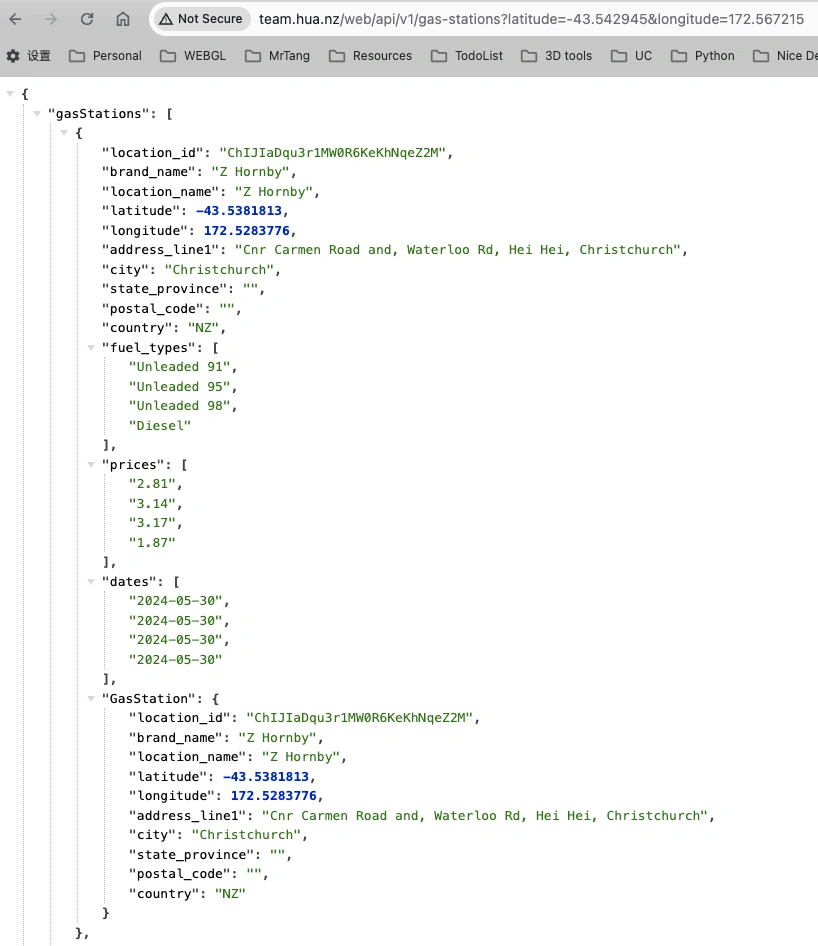 Not Secure team.hua.nz/web/api/v1/gas-stations?latitude=-43.542945&longitude=172.567215
设置 Personal WEBGL MrTang Resources TodoList 3D tools UC Python Nice De
{
"gasStations": [
{
"location_id": "ChIJIaDqu3r1MW0R6KeKhNqeZ2M",
"brand_name": "Z Hornby",
"location_name": "Z Hornby",
"latitude": -43.5381813,
"longitude": 172.5283776,
"address_line1": "Cnr Carmen Road and, Waterloo Rd, Hei Hei, Christchurch",
"city": "Christchurch",
"state_province": "",
"postal_code": "",
"country": "NZ",
"fuel_types": [
"Unleaded 91",
"Unleaded 95",
"Unleaded 98",
"Diesel"
],
"prices": [
"2.81",
"3.14",
"3.17",
"1.87"
],
"dates": [
"2024-05-30",
"2024-05-30",
"2024-05-30",
"2024-05-30"
],
"GasStation": {
"location_id": "ChIJIaDqu3r1MW0R6KeKhNqeZ2M",
"brand_name": "Z Hornby",
"location_name": "Z Hornby",
"latitude": -43.5381813,
"longitude": 172.5283776,
"address_line1": "Cnr Carmen Road and, Waterloo Rd, Hei Hei, Christchurch",
"city": "Christchurch",
"state_province": "",
"postal_code": "",
"country": "NZ"
}
},